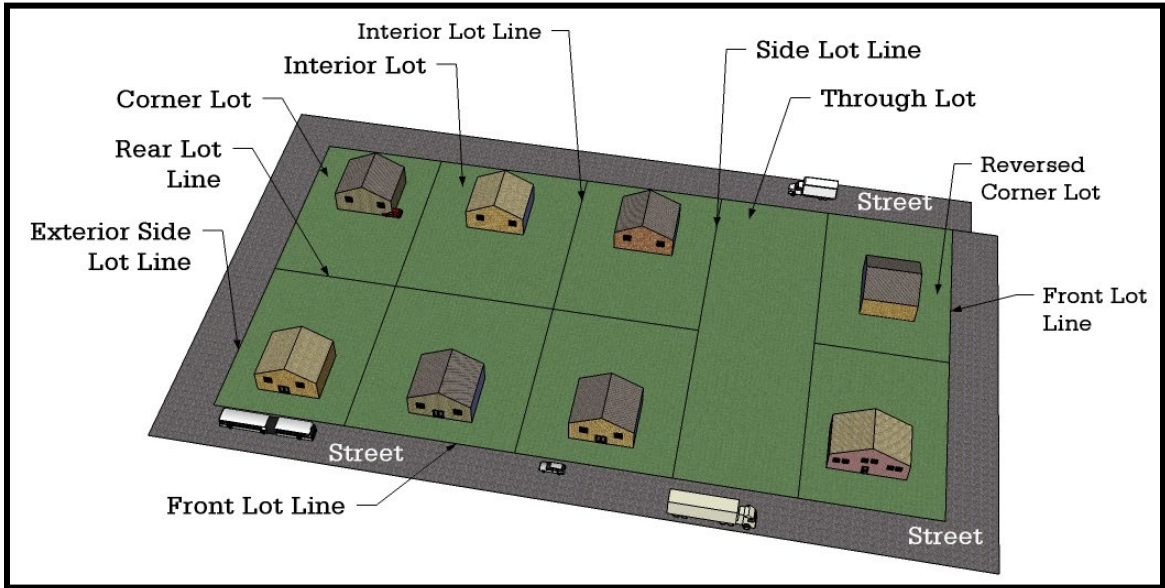 Interior Lot Line
Interior Lot
Side Lot Line
Corner Lot
Through Lot
Rear Lot
Line
Reversed
Corner Lot
Street
Exterior Side
Lot Line
Front Lot
Line
Street
Front Lot Line
Street